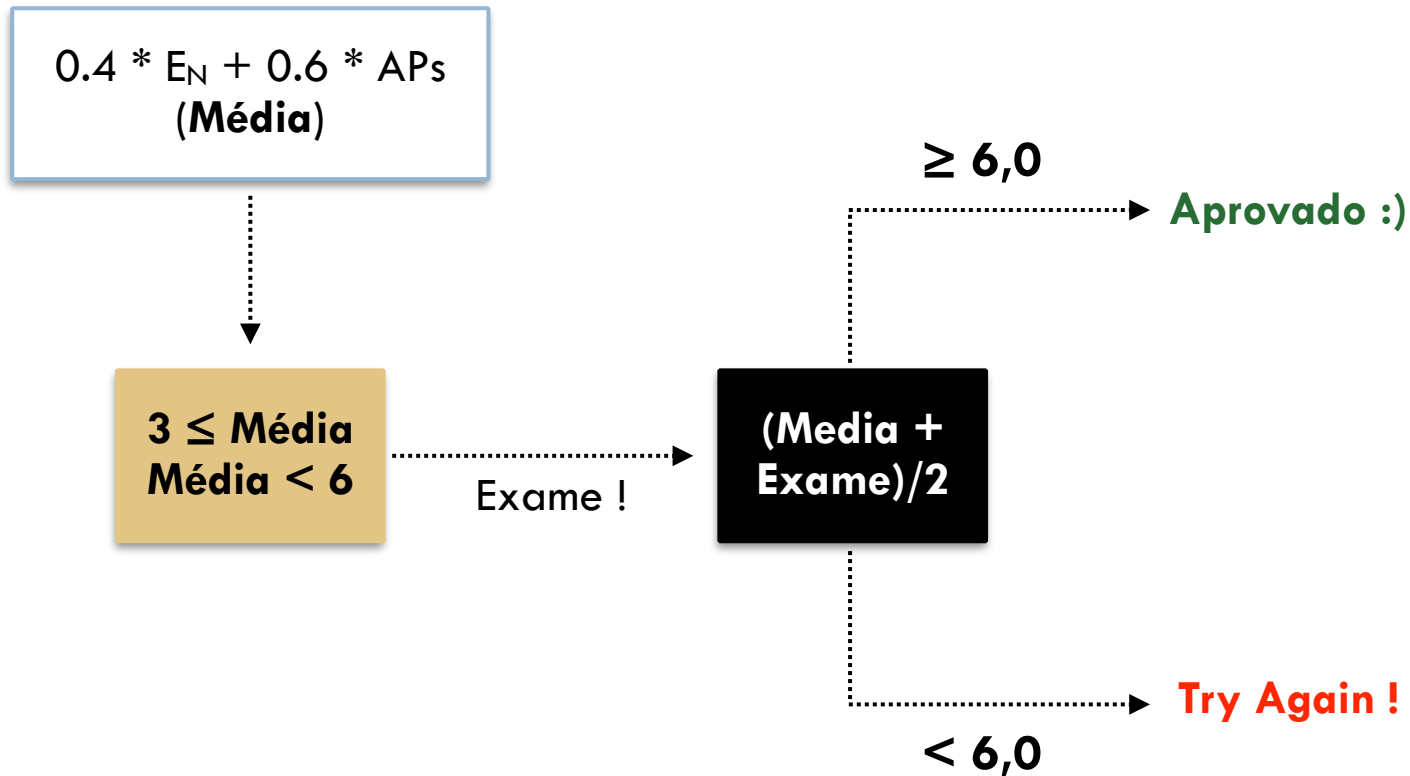 0.4 * E_N + 0.6 * APs
(Média)
≥ 6,0
Aprovado :)
3 ≤ Média
Média < 6
Exame !
(Media +
Exame)/2
Try Again !
< 6,0